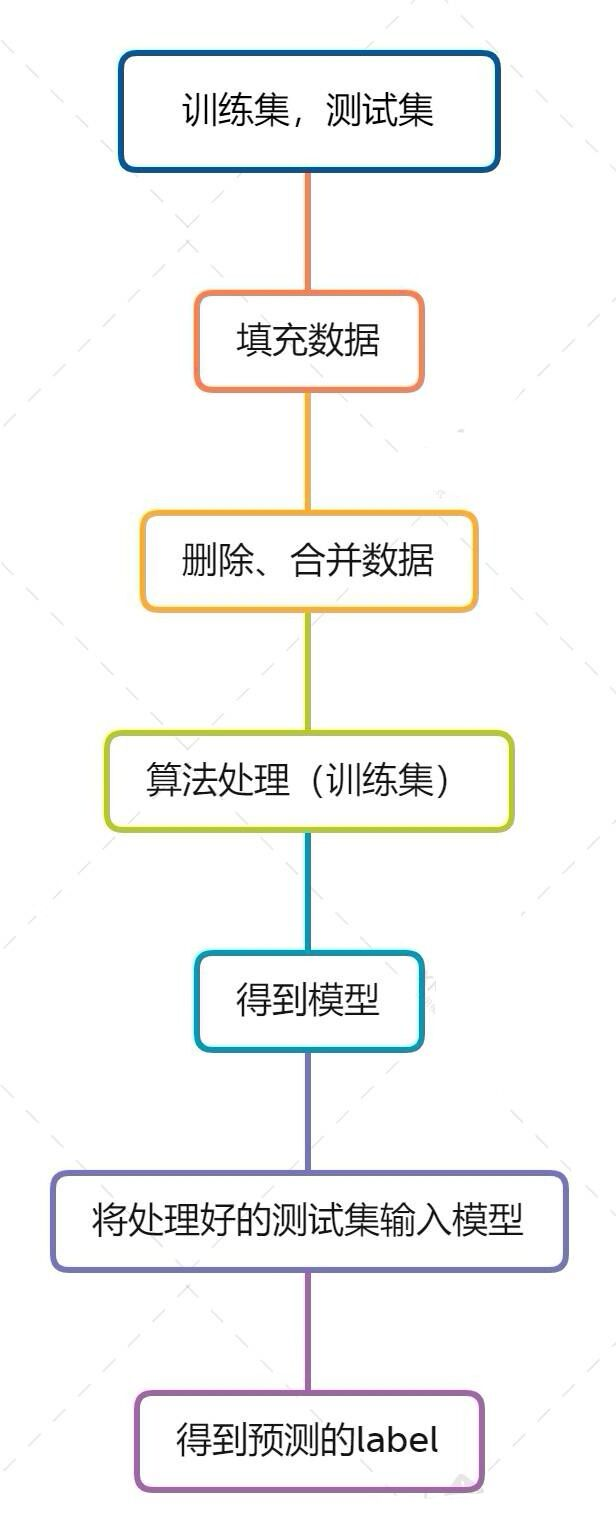 训练集，测试集
填充数据
删除、合并数据
算法处理（训练集）
得到模型
将处理好的测试集输入模型
得到预测的label